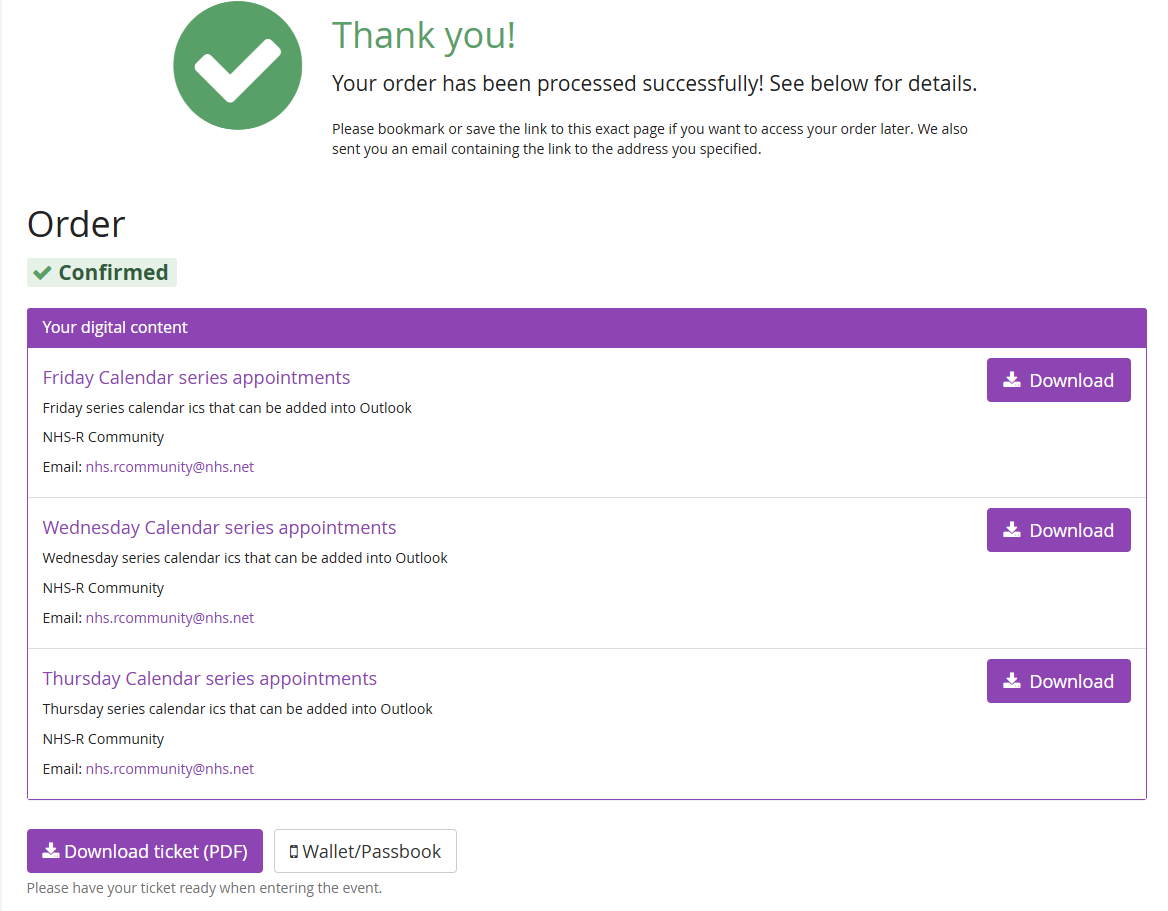 Thank you!
Your order has been processed successfully! See below for details.
Please bookmark or save the link to this exact page if you want to access your order later. We also
sent you an email containing the link to the address you specified.
Order
Confirmed
Your digital content
Friday Calendar series appointments
Download
Friday series calendar ics that can be added into Outlook
NHS-R Community
Email: nhs.rcommunity@nhs.net
Wednesday Calendar series appointments
Download
Wednesday series calendar ics that can be added into Outlook
NHS-R Community
Email: nhs.rcommunity@nhs.net
Thursday Calendar series appointments
Download
Thursday series calendar ics that can be added into Outlook
NHS-R Community
Email: nhs.rcommunity@nhs.net
Download ticket (PDF)
Wallet/Passbook
Please have your ticket ready when entering the event.